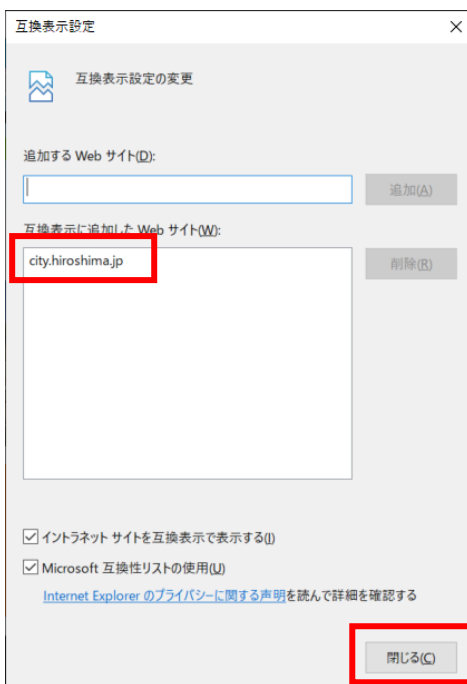 互換表示設定
互換表示設定の変更
追加する Web サイト(D):
追加(A)
互換表示に追加した Web サイト(W):
city.hiroshima.jp
削除(R)
イントラネット サイトを互換表示で表示する(I)
Microsoft 互換性リストの使用(U)
Internet Explorer のプライバシーに関する声明を読んで詳細を確認する
閉じる(C)